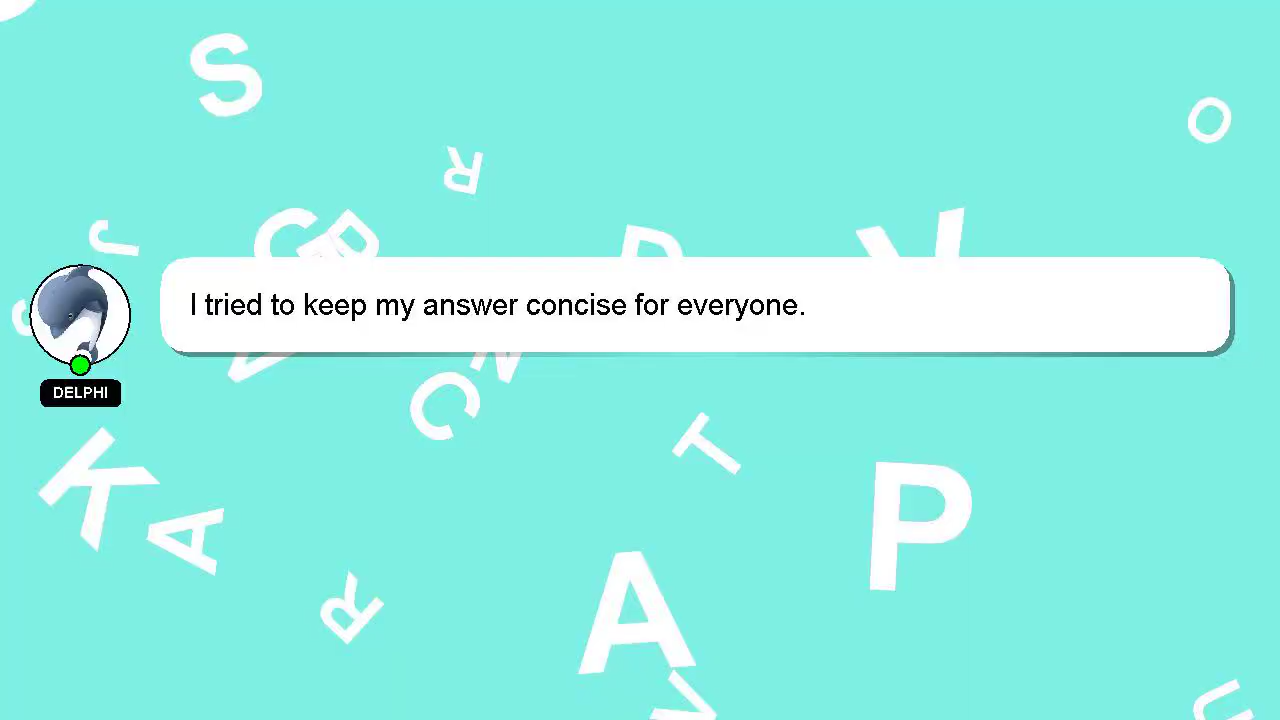 S
O
R
J
C
D
D
V
I tried to keep my answer concise for everyone.
DELPHI
N
C
T
K
P
A
R
A
U